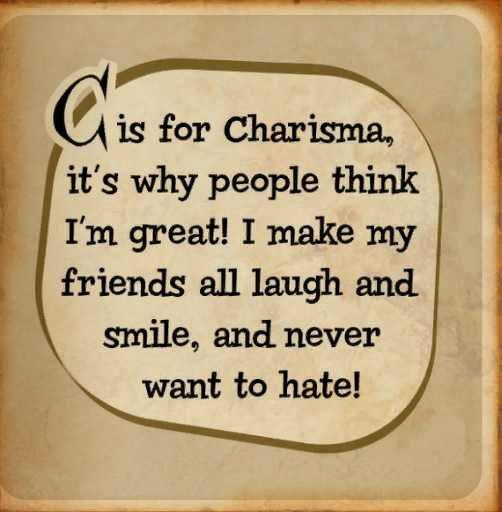 C is for Charisma,
it's why people think
I'm great! I make my
friends all laugh and
smile, and never
want to hate!